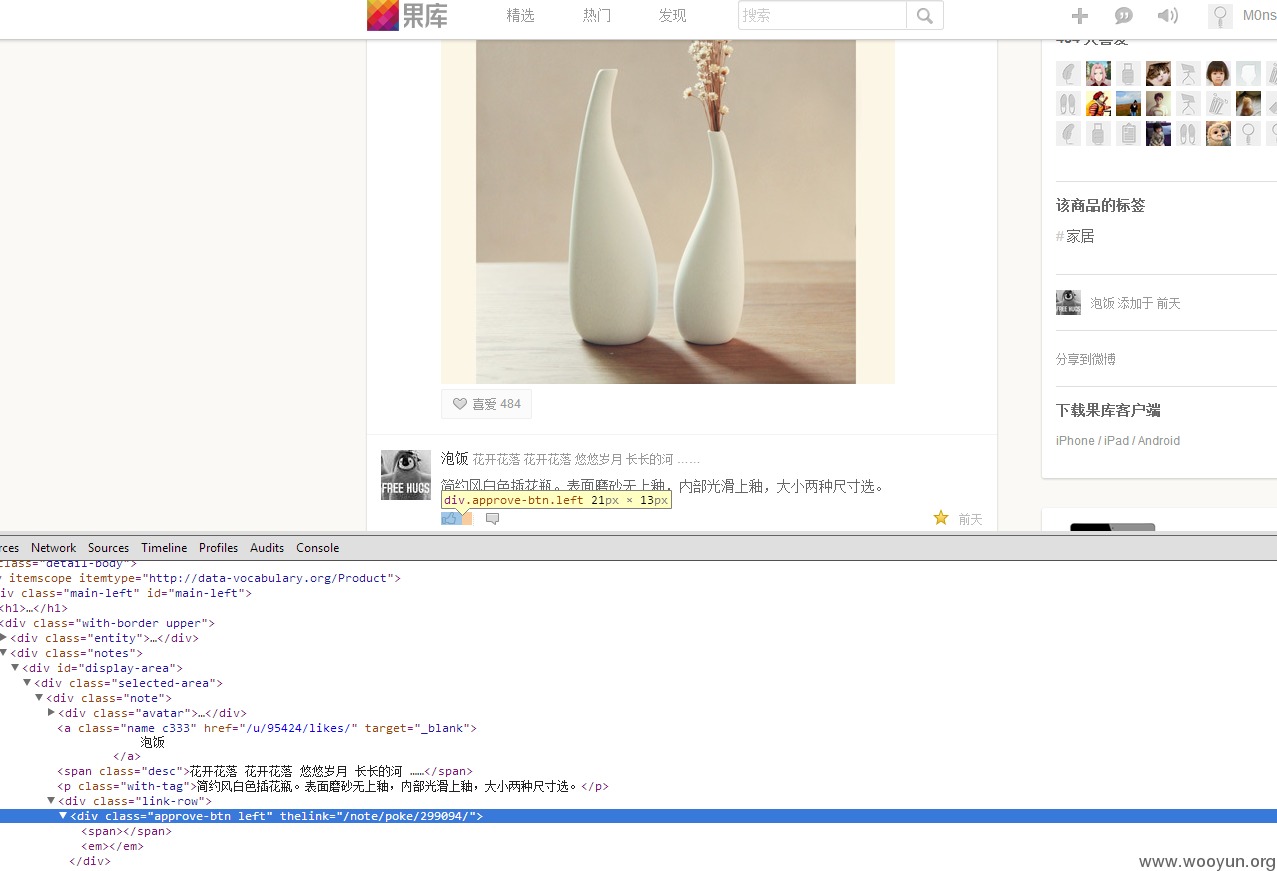 果库 精选 热门 发现 搜索 M0ns
484 人喜爱
该商品的标签
#家居
泡饭 添加于 前天
分享到微博
下载果库客户端
iPhone / iPad / Android
喜爱 484
泡饭 花开花落 花开花落 悠悠岁月 长长的河 ……
FREE HUGS
简约风白色插花瓶。表面磨砂无上釉，内部光滑上釉，大小两种尺寸选。
div.approve-btn.left 21px × 13px
前天
rces Network Sources Timeline Profiles Audits Console
class="detail-body">
v itemscope itemtype="http://data-vocabulary.org/Product">
iv class="main-left" id="main-left">
<h1>…</h1>
<div class="with-border upper">
<div class="entity">…</div>
<div class="notes">
<div id="display-area">
<div class="selected-area">
<div class="note">
<div class="avatar">…</div>
<a class="name c333" href="/u/95424/likes/" target="_blank">
泡饭
</a>
<span class="desc">花开花落 花开花落 悠悠岁月 长长的河 ……</span>
<p class="with-tag">简约风白色插花瓶。表面磨砂无上釉，内部光滑上釉，大小两种尺寸选。</p>
<div class="link-row">
<div class="approve-btn left" thelink="/note/poke/299094/">
<span></span>
<em></em>
</div>
www.wooyun.org